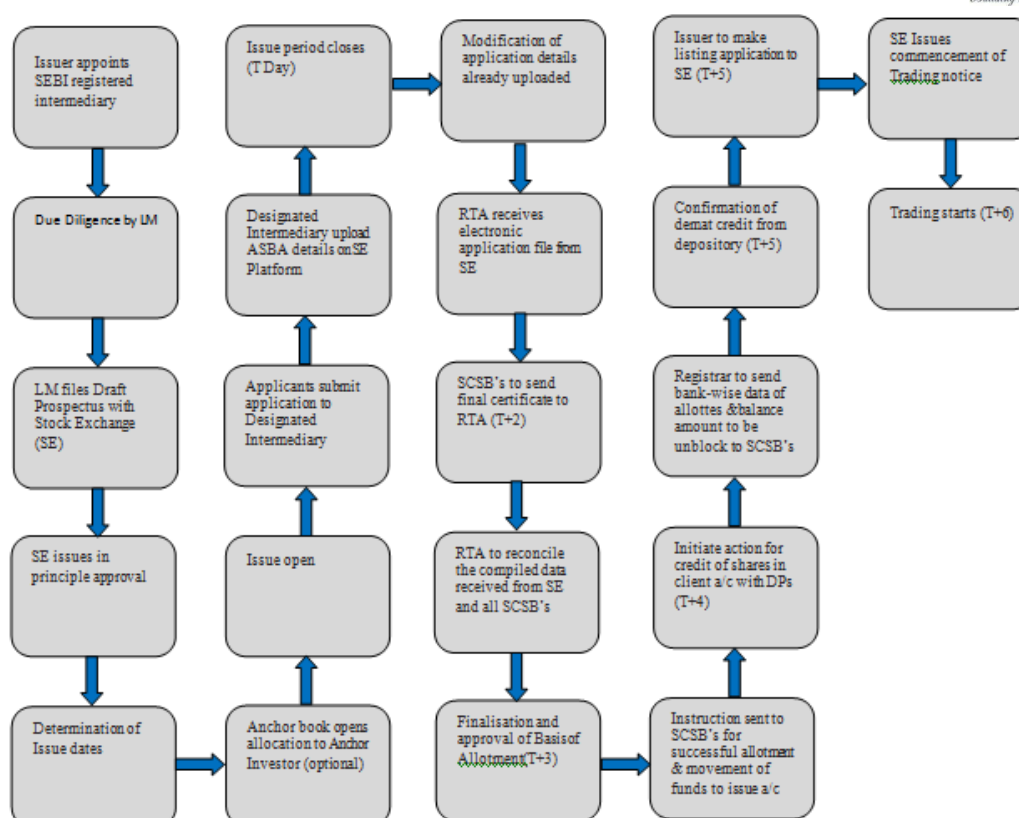 Issuer appoints
SEBI registered
intermediary
Due Diligence by LM
LM files Draft
Prospectus with
Stock Exchange
(SE)
SE issues in
principle approval
Determination of
Issue dates
Anchor book opens
allocation to Anchor
Investor (optional)
Issue open
Applicants submit
application to
Designated
Intermediary
Designated
Intermediary upload
ASBA details on SE
Platform
Issue period closes
(T Day)
Modification of
application details
already uploaded
RTA receives
electronic
application file from
SE
SCSB's to send
final certificate to
RTA (T+2)
RTA to reconcile
the compiled data
received from SE
and all SCSB's
Finalisation and
approval of Basis of
Allotment(T+3)
Instruction sent to
SCSB's for
successful allotment
& movement of
funds to issue a/c
Initiate action for
credit of shares in
client a/c with DPs
(T+4)
Registrar to send
bank-wise data of
allottes &balance
amount to be
unblock to SCSB's
Confirmation of
demat credit from
depository (T+5)
Issuer to make
listing application to
SE (T+5)
SE Issues
commencement of
Trading notice
Trading starts (T+6)